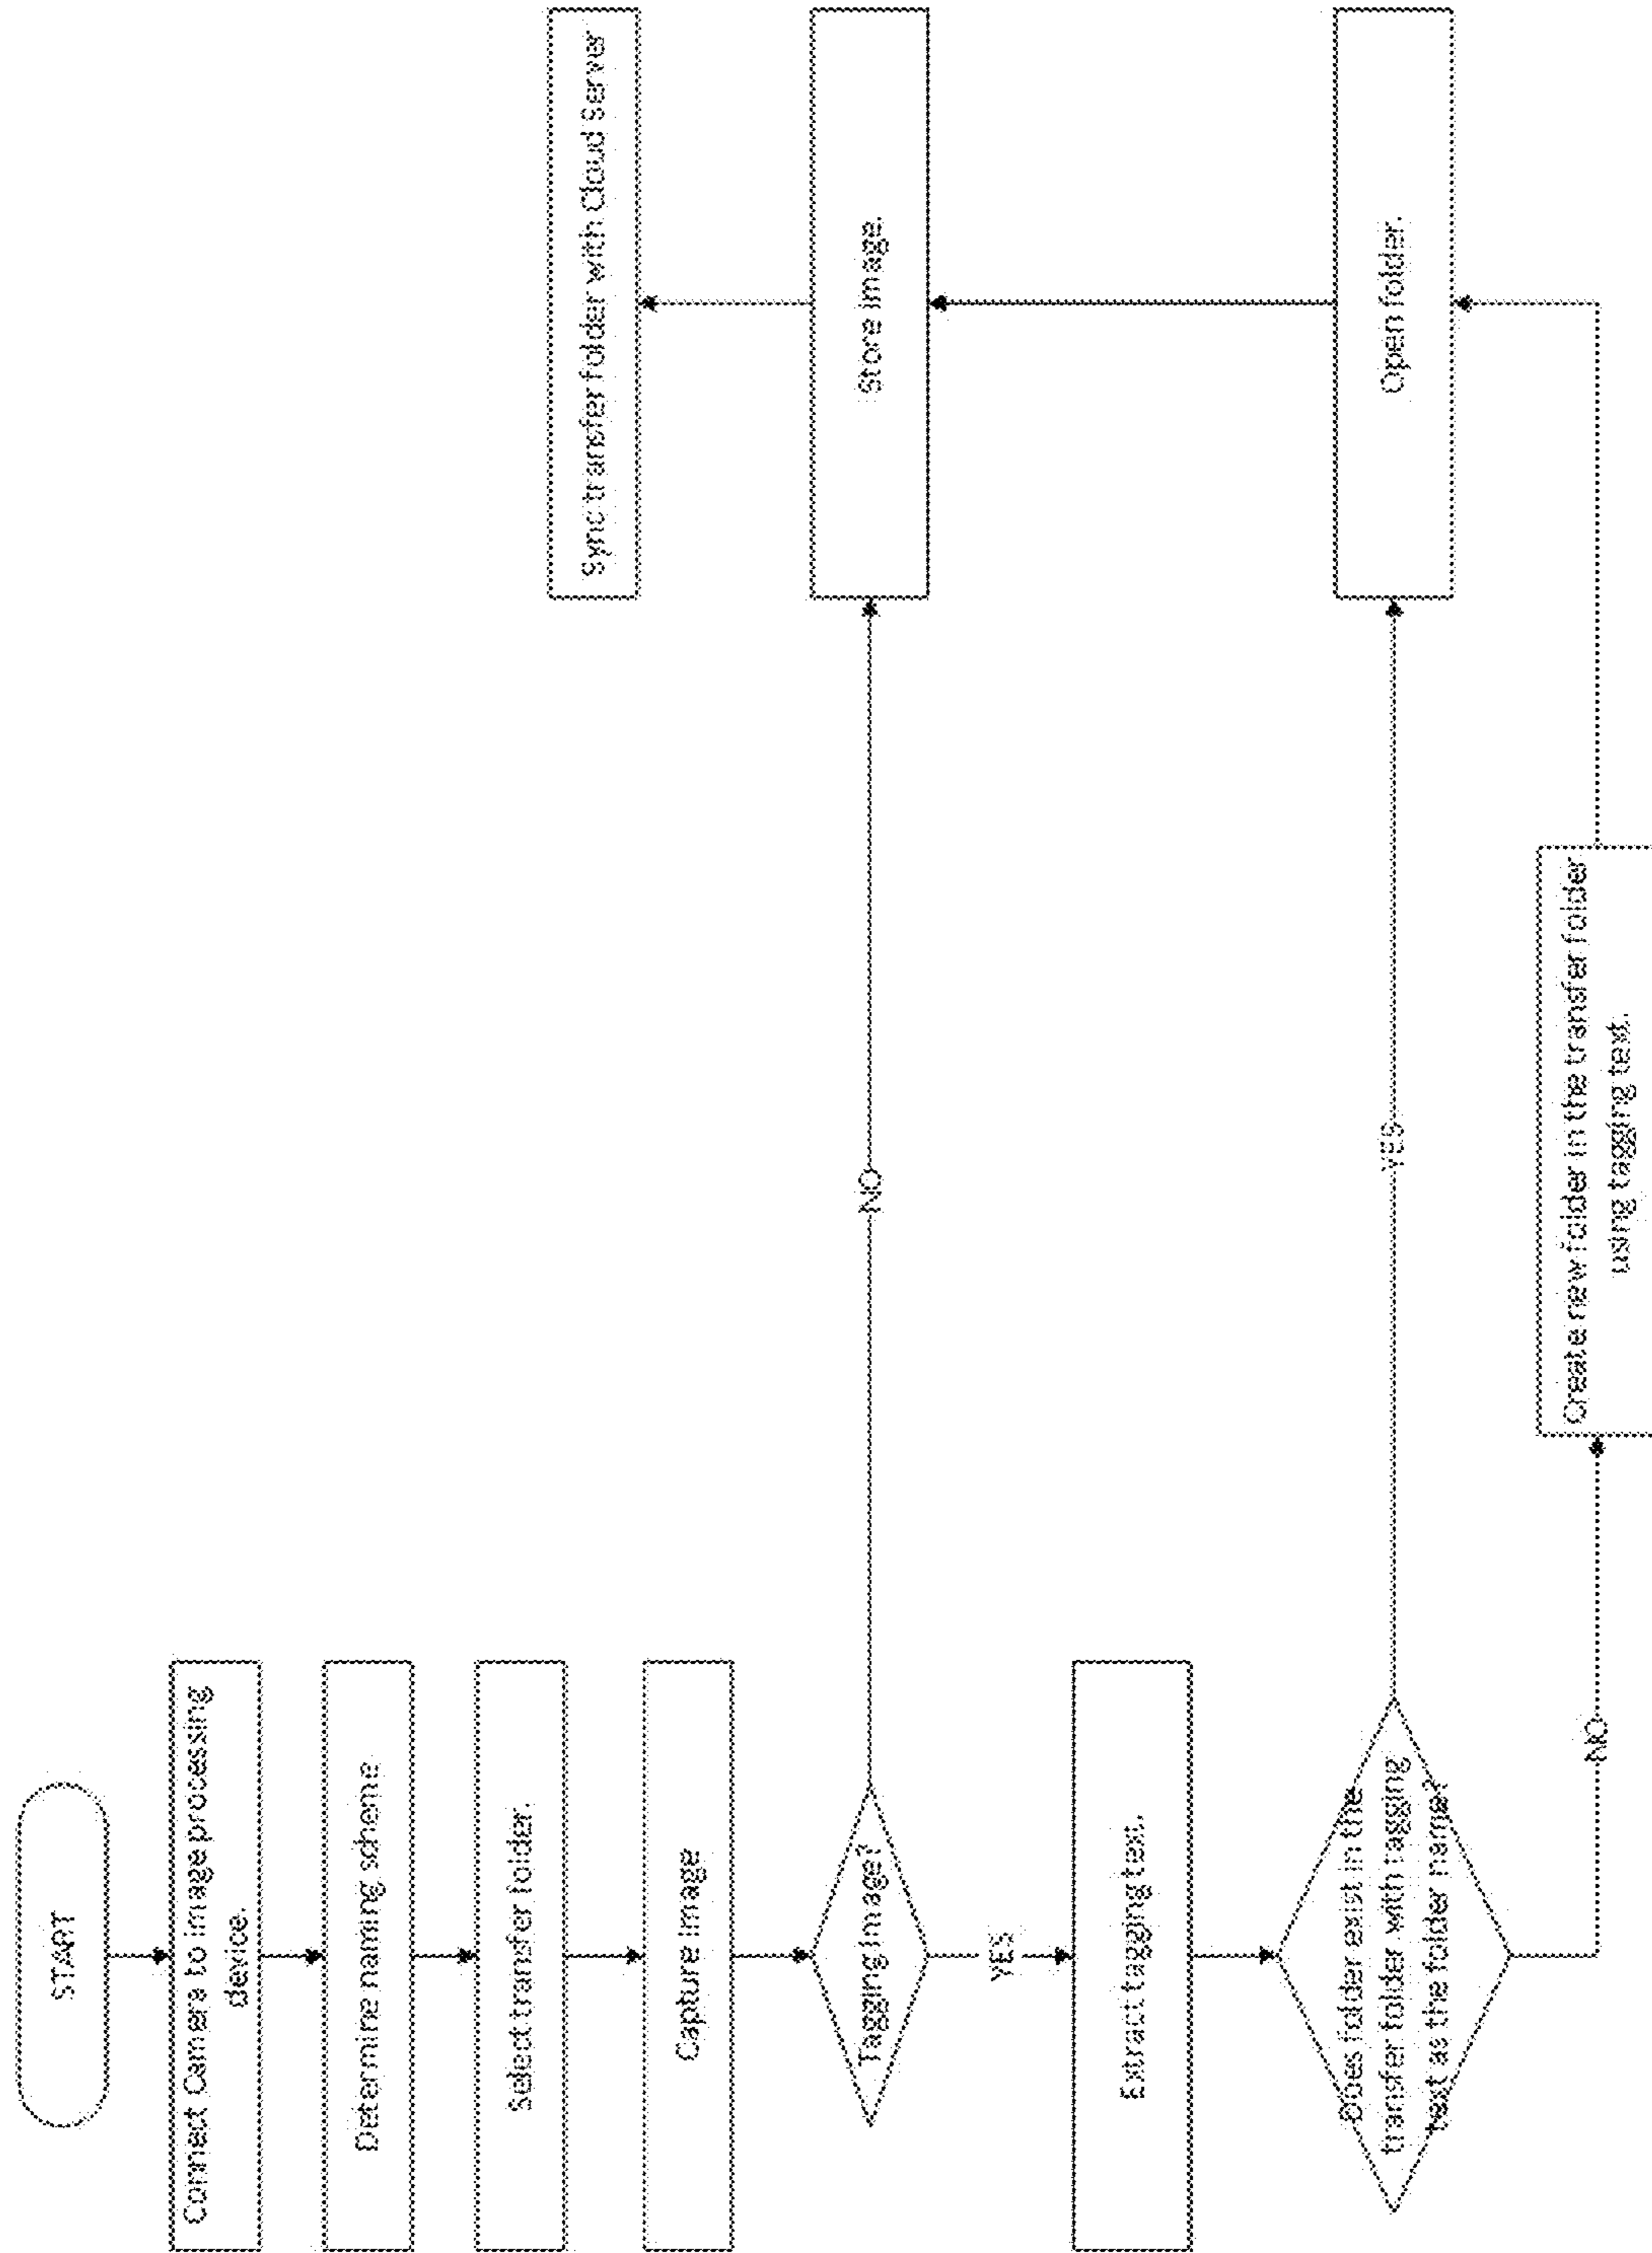 START
Connect Camera to image processing
device.
Determine naming scheme
Select transfer folder.
Capture Image
Tagging image?
NO
YES
Extract tagging text.
Does folder exist in the
transfer folder with tagging
text as the folder name?
YES
NO
Create new folder in the transfer folder
using tagging text.
Open folder.
Store image.
Sync transfer folder with Cloud Server